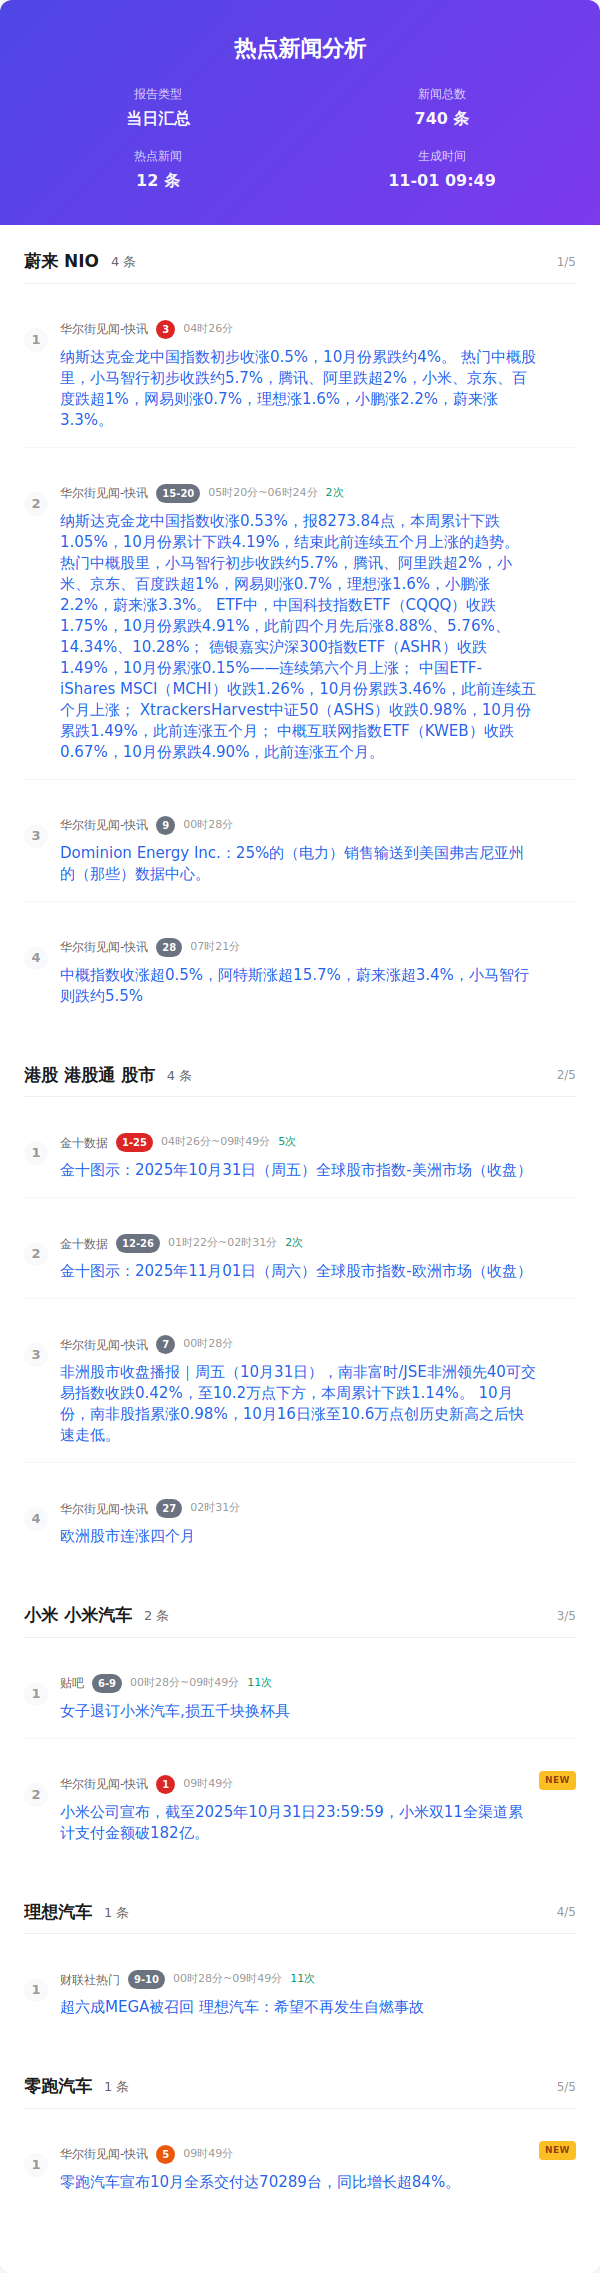 热点新闻分析
报告类型
当日汇总
新闻总数
740 条
热点新闻
12 条
生成时间
11-01 09:49
蔚来 NIO 4 条 1/5
1
华尔街见闻-快讯 3 04时26分
纳斯达克金龙中国指数初步收涨0.5%，10月份累跌约4%。 热门中概股
里，小马智行初步收跌约5.7%，腾讯、阿里跌超2%，小米、京东、百
度跌超1%，网易则涨0.7%，理想涨1.6%，小鹏涨2.2%，蔚来涨
3.3%。
2
华尔街见闻-快讯 15-20 05时20分~06时24分 2次
纳斯达克金龙中国指数收涨0.53%，报8273.84点，本周累计下跌
1.05%，10月份累计下跌4.19%，结束此前连续五个月上涨的趋势。
热门中概股里，小马智行初步收跌约5.7%，腾讯、阿里跌超2%，小
米、京东、百度跌超1%，网易则涨0.7%，理想涨1.6%，小鹏涨
2.2%，蔚来涨3.3%。 ETF中，中国科技指数ETF（CQQQ）收跌
1.75%，10月份累跌4.91%，此前四个月先后涨8.88%、5.76%、
14.34%、10.28%； 德银嘉实沪深300指数ETF（ASHR）收跌
1.49%，10月份累涨0.15%——连续第六个月上涨； 中国ETF-
iShares MSCI（MCHI）收跌1.26%，10月份累跌3.46%，此前连续五
个月上涨； XtrackersHarvest中证50（ASHS）收跌0.98%，10月份
累跌1.49%，此前连涨五个月； 中概互联网指数ETF（KWEB）收跌
0.67%，10月份累跌4.90%，此前连涨五个月。
3
华尔街见闻-快讯 9 00时28分
Dominion Energy Inc.：25%的（电力）销售输送到美国弗吉尼亚州
的（那些）数据中心。
4
华尔街见闻-快讯 28 07时21分
中概指数收涨超0.5%，阿特斯涨超15.7%，蔚来涨超3.4%，小马智行
则跌约5.5%
港股 港股通 股市 4 条 2/5
1
金十数据 1-25 04时26分~09时49分 5次
金十图示：2025年10月31日（周五）全球股市指数-美洲市场（收盘）
2
金十数据 12-26 01时22分~02时31分 2次
金十图示：2025年11月01日（周六）全球股市指数-欧洲市场（收盘）
3
华尔街见闻-快讯 7 00时28分
非洲股市收盘播报｜周五（10月31日），南非富时/JSE非洲领先40可交
易指数收跌0.42%，至10.2万点下方，本周累计下跌1.14%。 10月
份，南非股指累涨0.98%，10月16日涨至10.6万点创历史新高之后快
速走低。
4
华尔街见闻-快讯 27 02时31分
欧洲股市连涨四个月
小米 小米汽车 2 条 3/5
1
贴吧 6-9 00时28分~09时49分 11次
女子退订小米汽车,损五千块换杯具
2
华尔街见闻-快讯 1 09时49分 NEW
小米公司宣布，截至2025年10月31日23:59:59，小米双11全渠道累
计支付金额破182亿。
理想汽车 1 条 4/5
1
财联社热门 9-10 00时28分~09时49分 11次
超六成MEGA被召回 理想汽车：希望不再发生自燃事故
零跑汽车 1 条 5/5
1
华尔街见闻-快讯 5 09时49分 NEW
零跑汽车宣布10月全系交付达70289台，同比增长超84%。